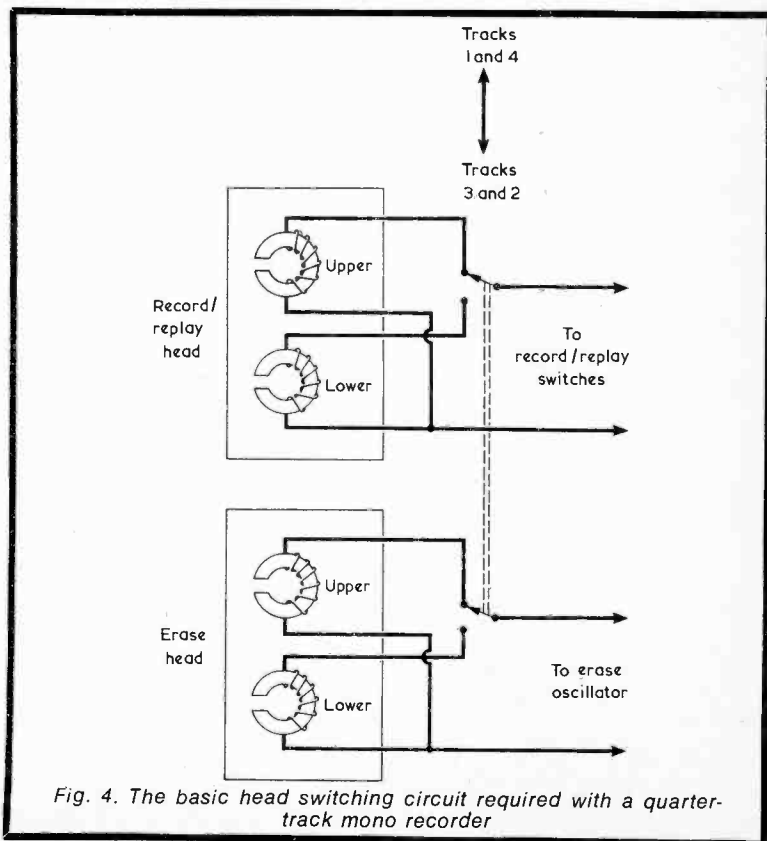 Tracks
1 and 4
Tracks
3 and 2
Record/
replay
head
Upper
Lower
To
record/replay
switches
Erase
head
Upper
Lower
To erase
oscillator
Fig. 4. The basic head switching circuit required with a quarter-
track mono recorder